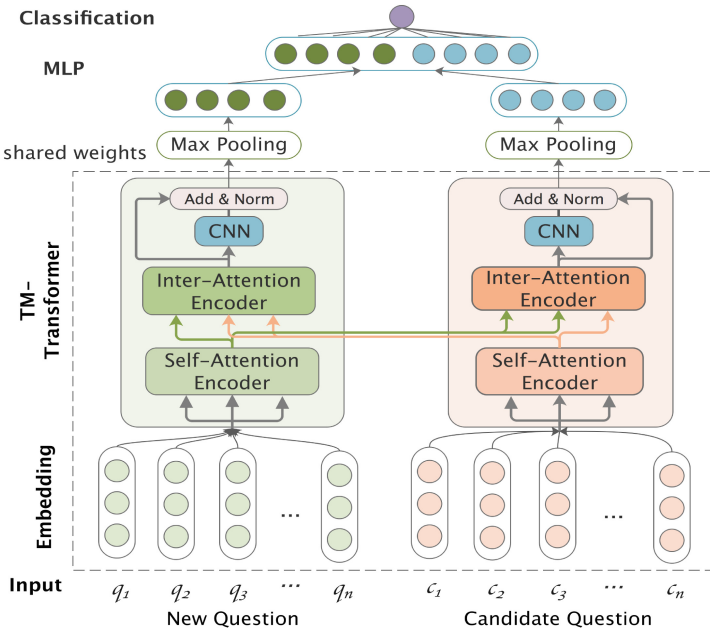 Classification
MLP
Max Pooling
Max Pooling
shared weights
Add & Norm
Add & Norm
CNN
CNN
TM-
Transformer
Inter-Attention
Encoder
Inter-Attention
Encoder
Self-Attention
Encoder
Self-Attention
Encoder
Embedding
...
...
Input
q1 q2 q3 ... qn
c1 c2 c3 ... cn
New Question
Candidate Question